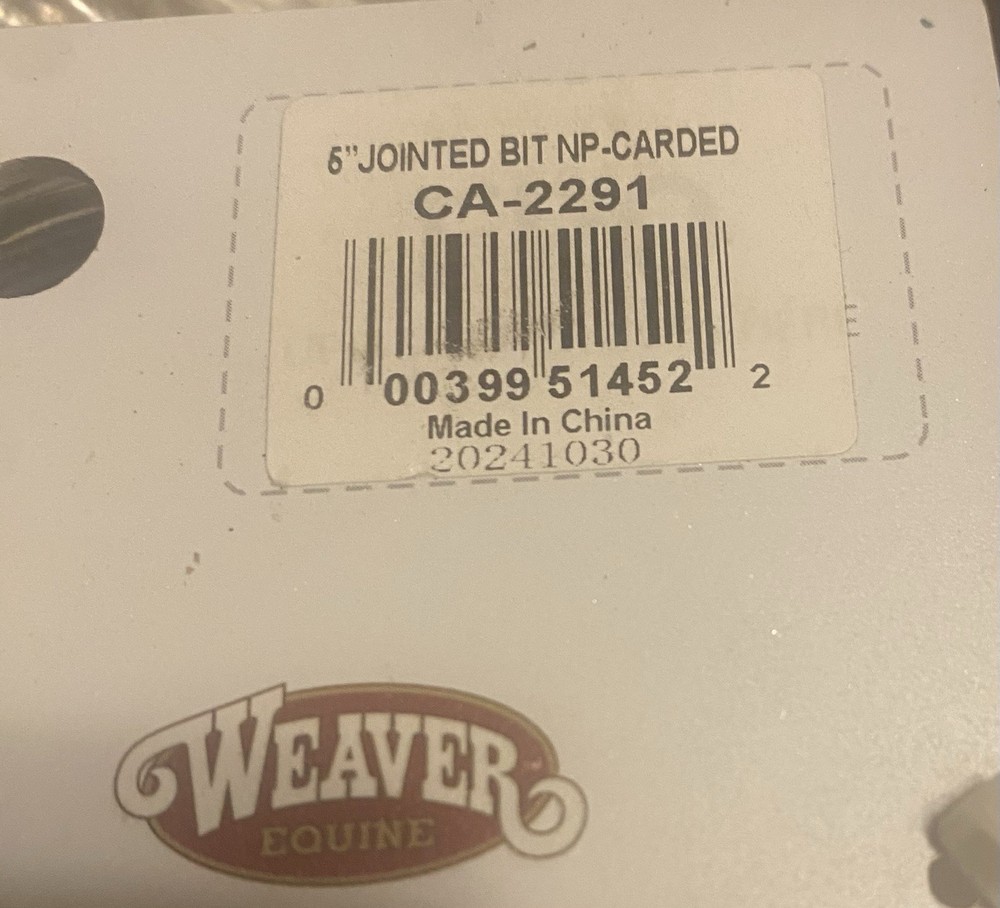 5"JOINTED BIT NP-CARDED
CA-2291
0 00399 51452 2
Made In China
20241030
WEAVER
EQUINE